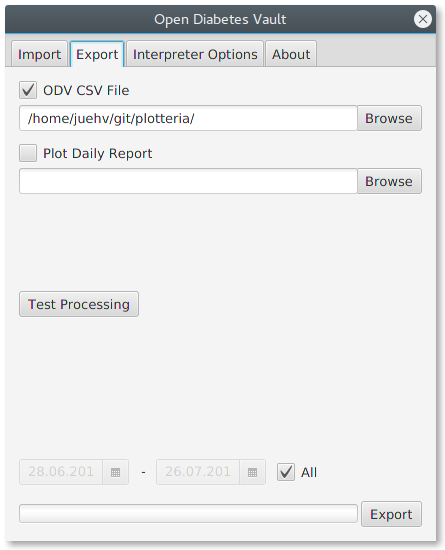 Open Diabetes Vault
Import Export Interpreter Options About
ODV CSV File
/home/juehv/git/plotteria/ Browse
Plot Daily Report
Browse
Test Processing
28.06.201 - 26.07.201 All
Export